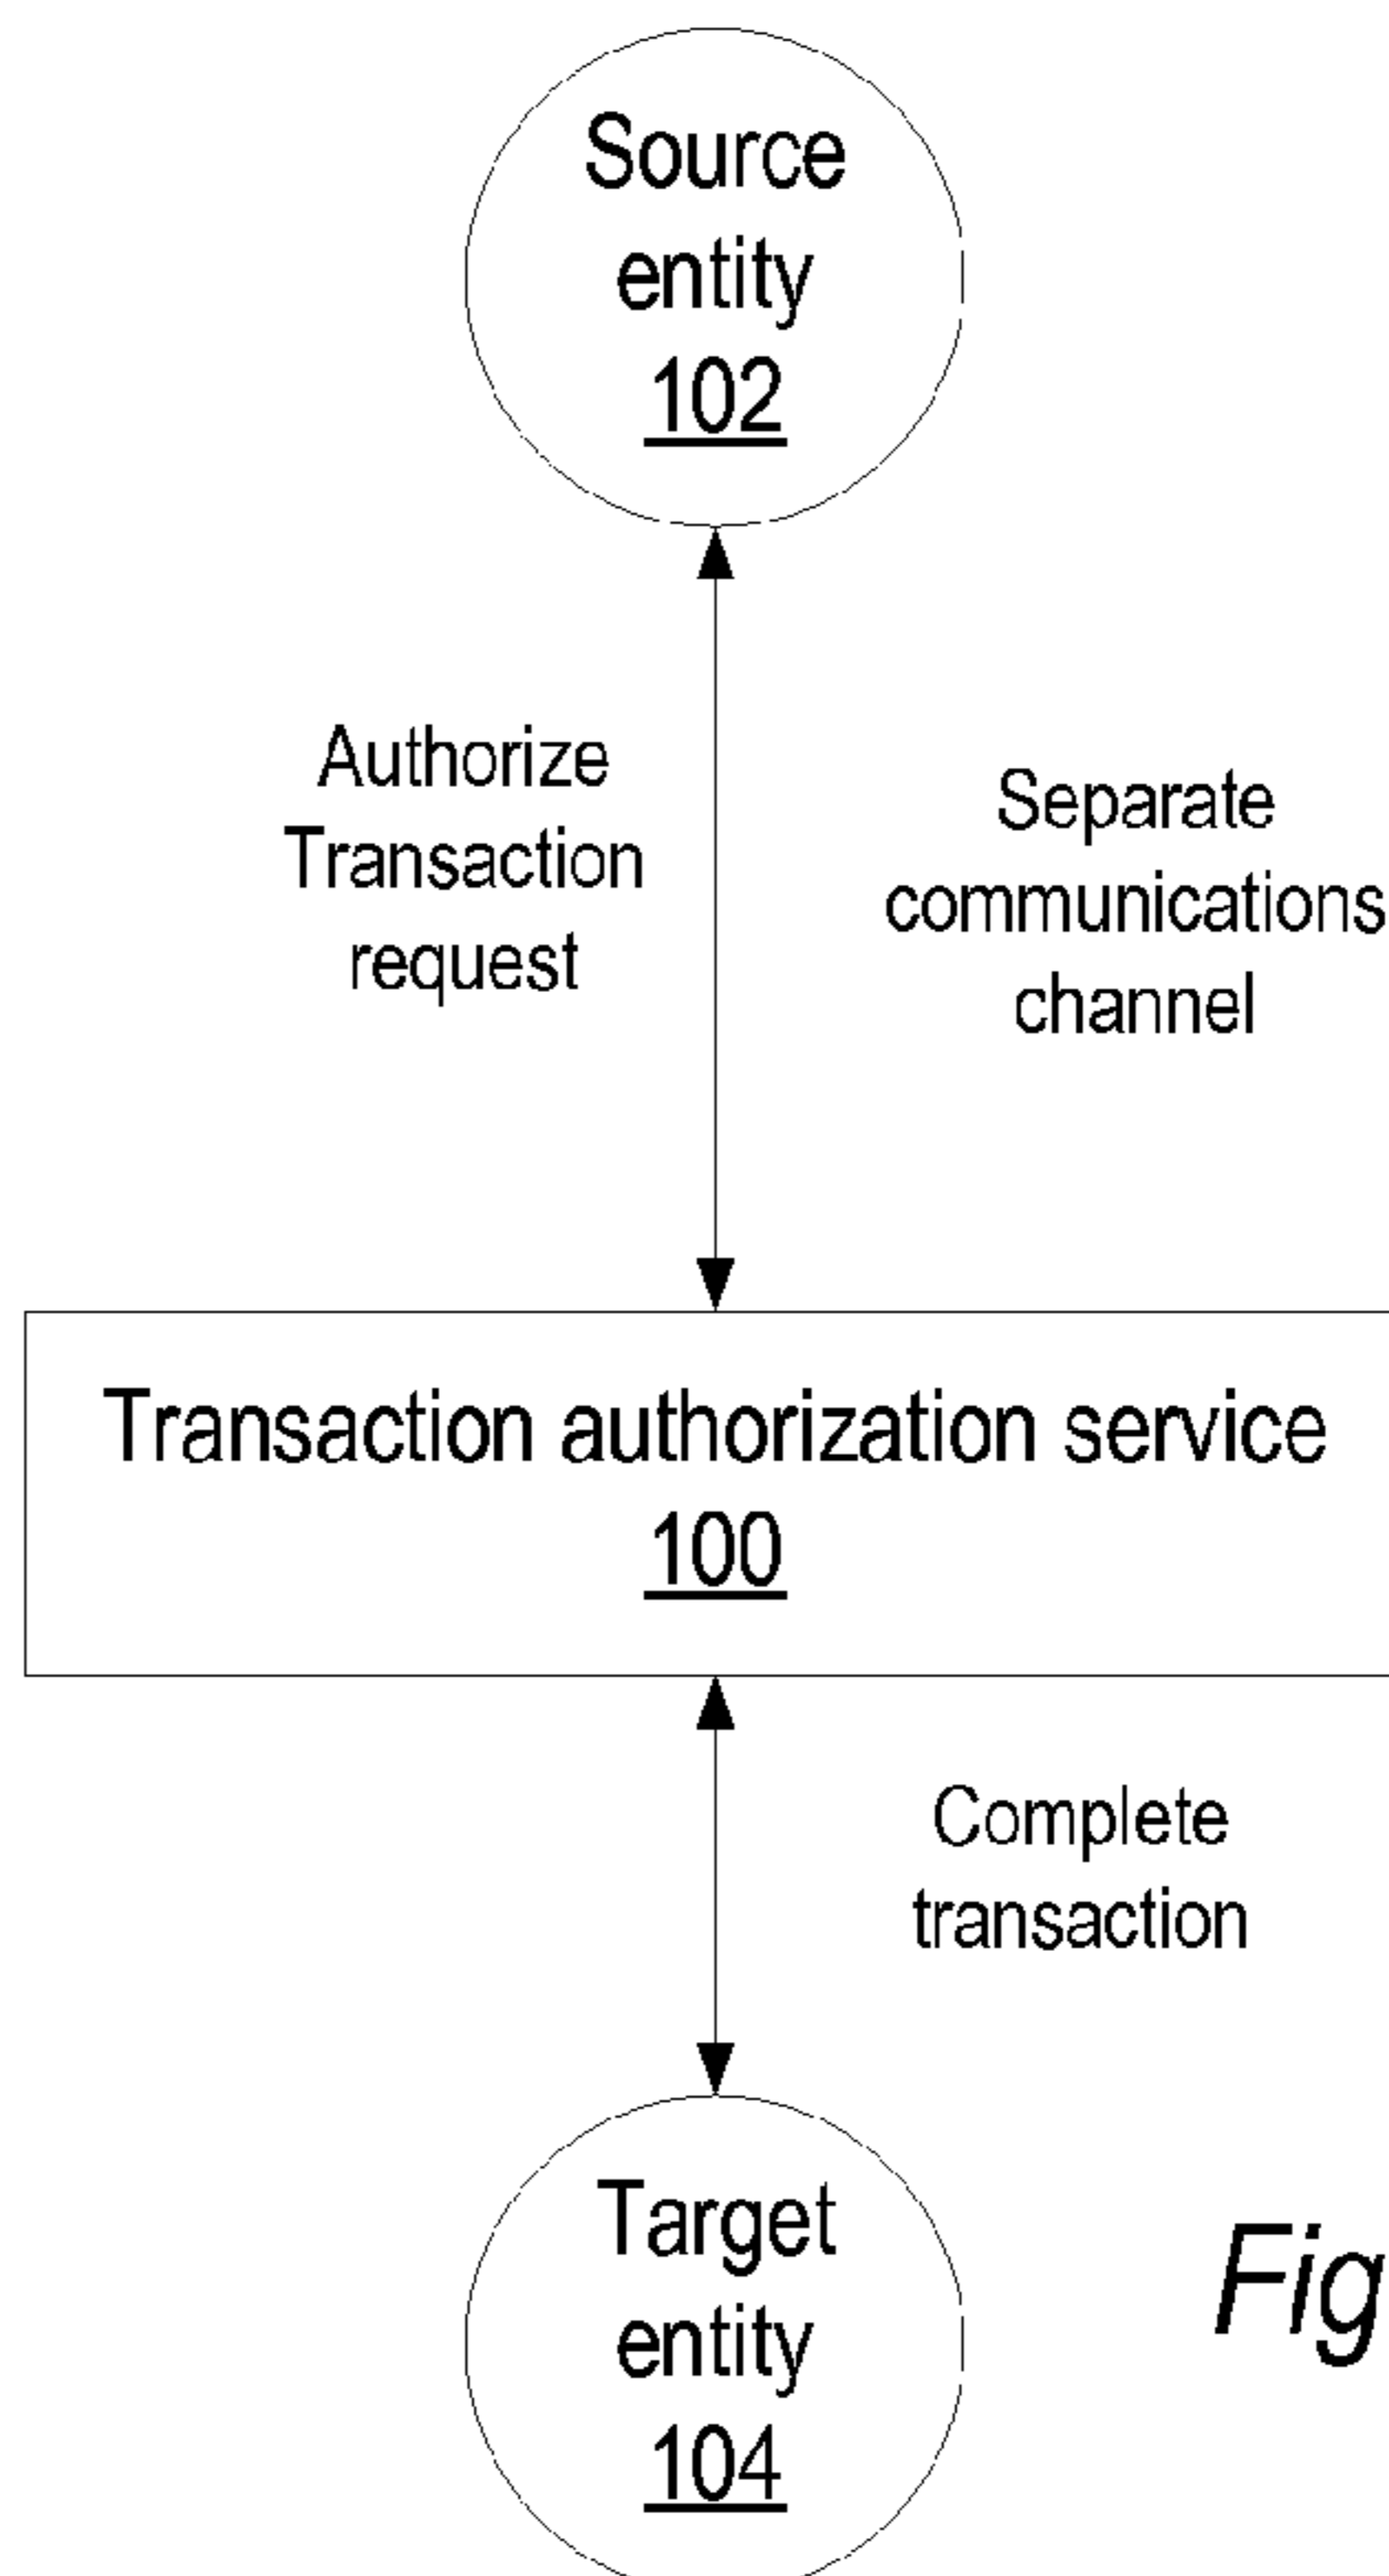 Source
entity
102
Authorize
Transaction
request
Separate
communications
channel
Transaction authorization service
100
Complete
transaction
Target
entity
104
Fig